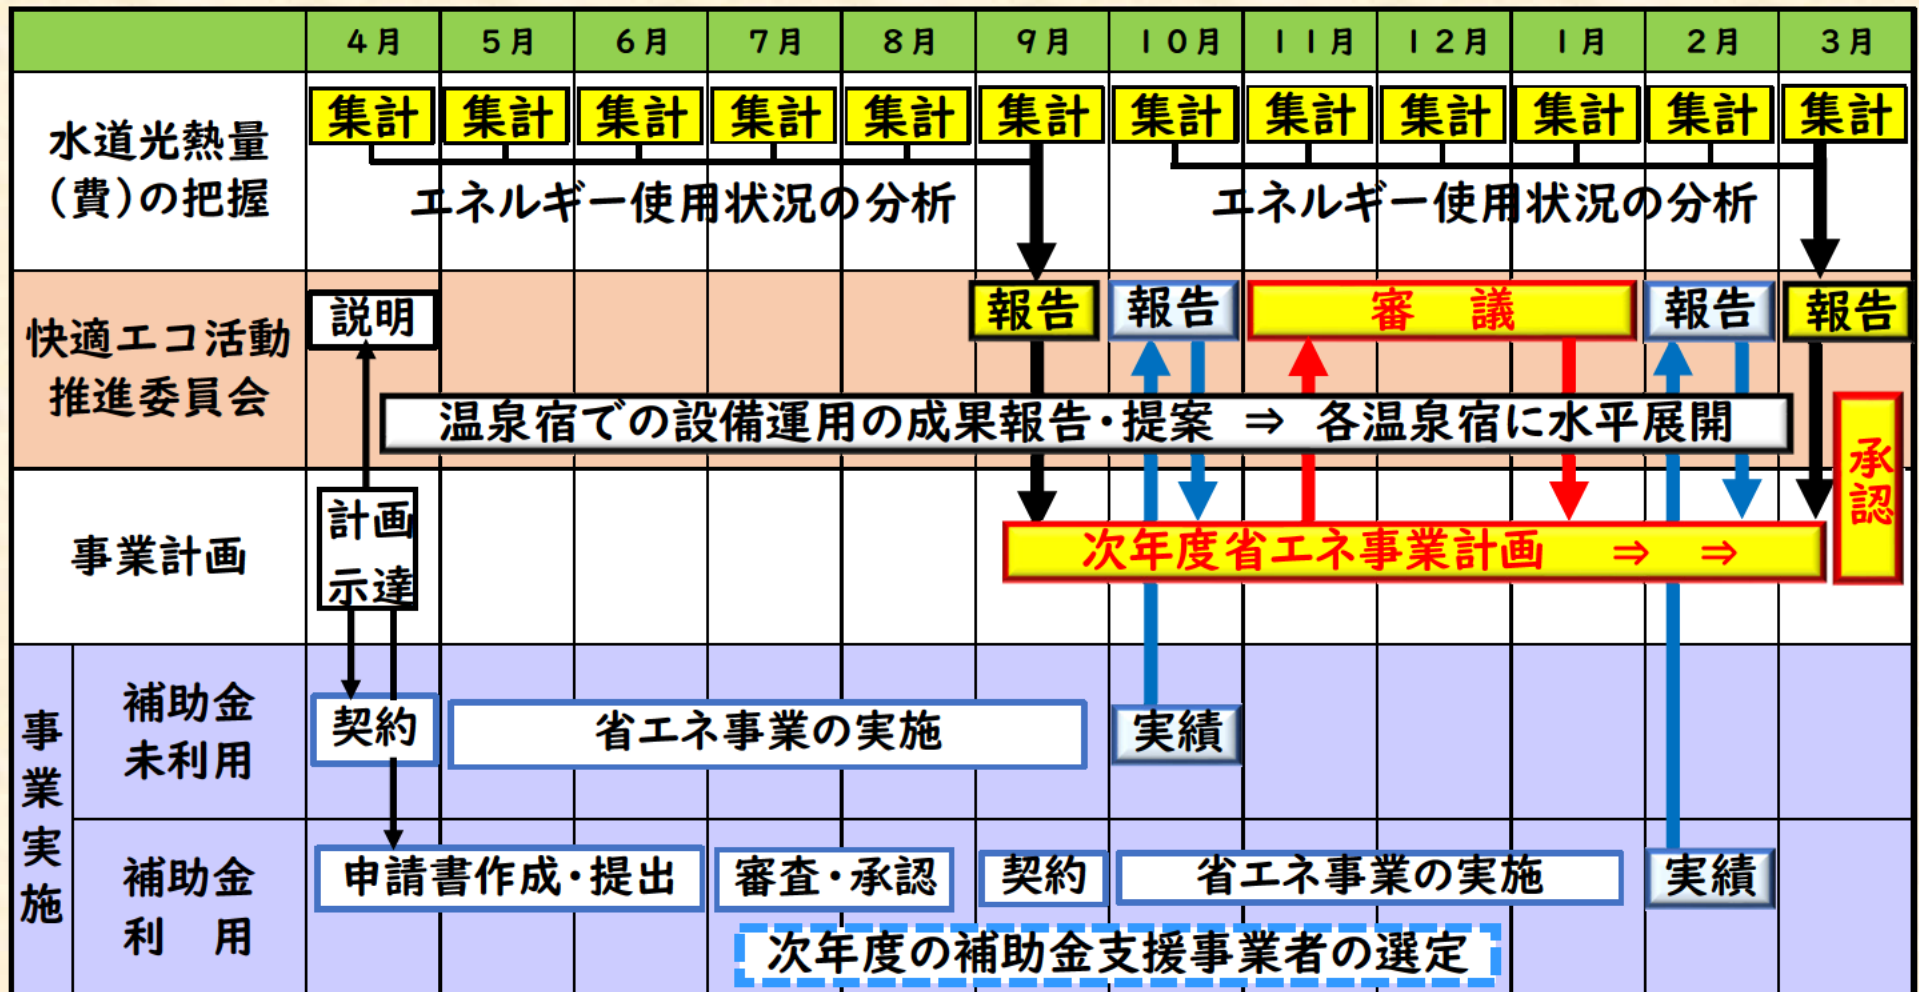 ４月 ５月 ６月 ７月 ８月 ９月 １０月 １１月 １２月 １月 ２月 ３月
水道光熱量
（費）の把握
集計 集計 集計 集計 集計 集計 集計 集計 集計 集計 集計 集計
エネルギー使用状況の分析 エネルギー使用状況の分析
快適エコ活動
推進委員会
説明 報告 報告 審　議 報告 報告
温泉宿での設備運用の成果報告・提案 ⇒ 各温泉宿に水平展開
承認
事業計画
計画
示達
次年度省エネ事業計画　⇒　⇒
事業実施
補助金
未利用
契約 省エネ事業の実施 実績
補助金
利　用
申請書作成・提出 審査・承認 契約 省エネ事業の実施 実績
次年度の補助金支援事業者の選定